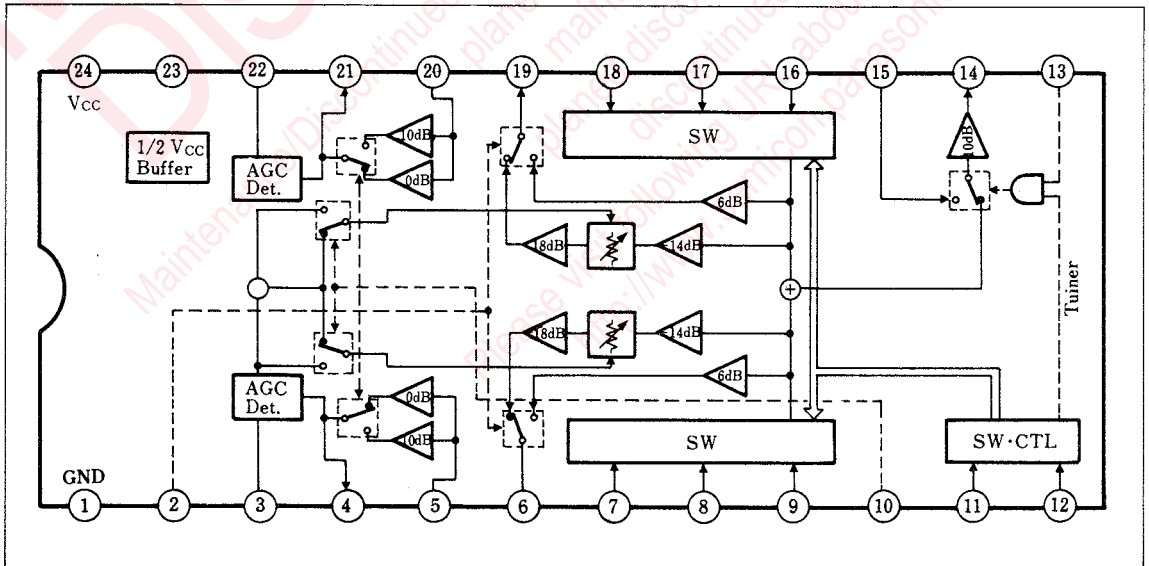 24 23 22 21 20 19 18 17 16 15 14 13
VCC
1/2 VCC
Buffer
AGC
Det.
10dB
0dB
SW
10dB
6dB
18dB
-14dB
+
Tuiner
18dB
-14dB
6dB
AGC
Det.
0dB
10dB
SW
SW·CTL
GND
1 2 3 4 5 6 7 8 9 10 11 12